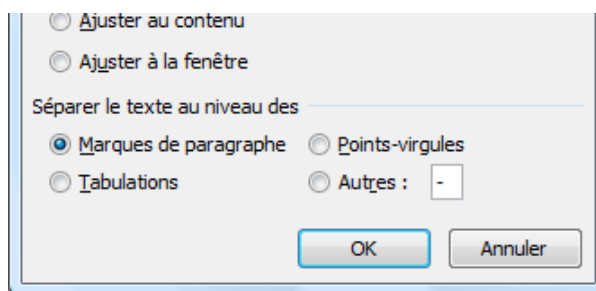 Ajuster au contenu
Ajuster à la fenêtre
Séparer le texte au niveau des
Marques de paragraphe Points-virgules
Tabulations Autres : -
OK Annuler